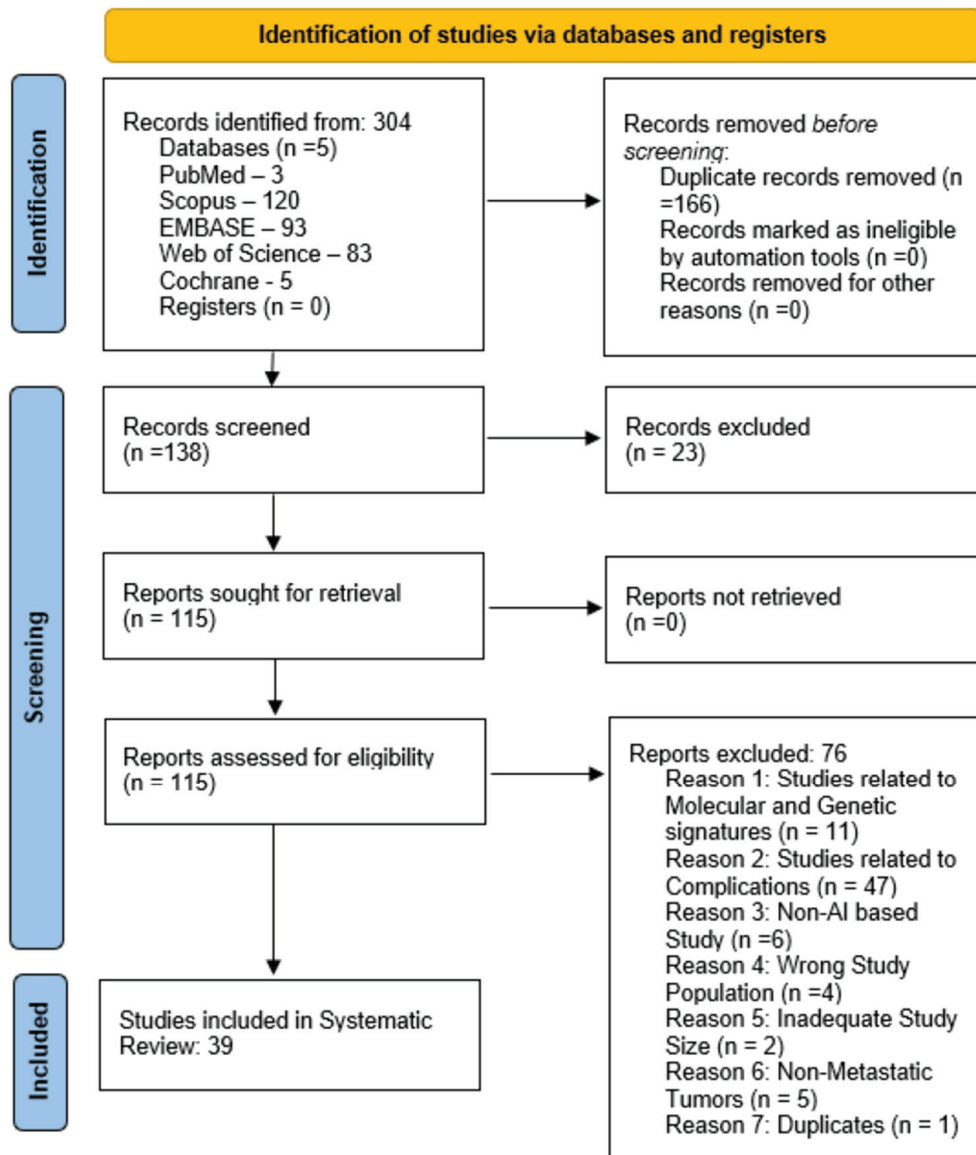 Identification of studies via databases and registers
Identification
Records identified from: 304
Databases (n =5)
PubMed – 3
Scopus – 120
EMBASE – 93
Web of Science – 83
Cochrane - 5
Registers (n = 0)
Records removed before
screening:
Duplicate records removed (n
=166)
Records marked as ineligible
by automation tools (n =0)
Records removed for other
reasons (n =0)
Screening
Records screened
(n =138)
Records excluded
(n = 23)
Reports sought for retrieval
(n = 115)
Reports not retrieved
(n =0)
Reports assessed for eligibility
(n = 115)
Reports excluded: 76
Reason 1: Studies related to
Molecular and Genetic
signatures (n = 11)
Reason 2: Studies related to
Complications (n = 47)
Reason 3: Non-AI based
Study (n =6)
Reason 4: Wrong Study
Population (n =4)
Reason 5: Inadequate Study
Size (n = 2)
Reason 6: Non-Metastatic
Tumors (n = 5)
Reason 7: Duplicates (n = 1)
Included
Studies included in Systematic
Review: 39